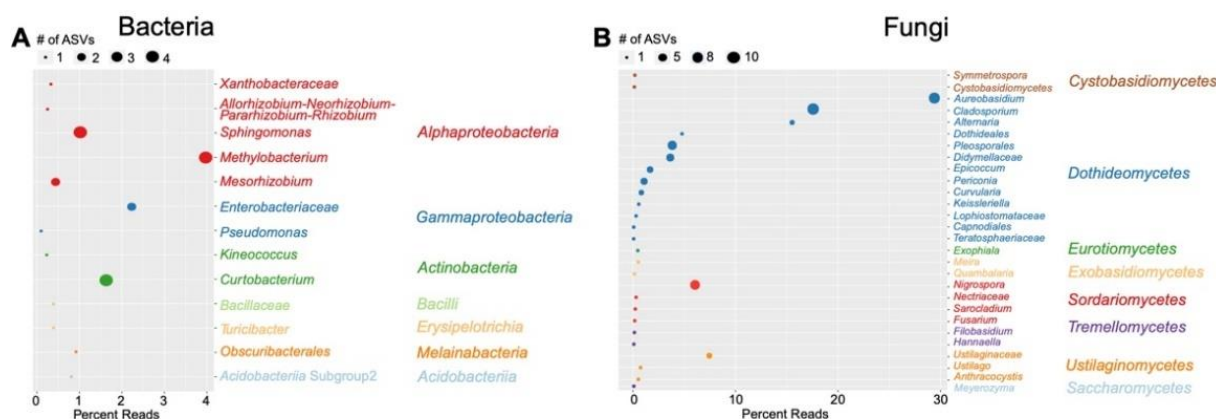 Bacteria
A
# of ASVs
1 2 3 4
Xanthobacteraceae
Allorhizobium-Neorhizobium-
Pararhizobium-Rhizobium
Sphingomonas
Alphaproteobacteria
Methylobacterium
Mesorhizobium
Enterobacteriaceae
Gammaproteobacteria
Pseudomonas
Kineococcus
Actinobacteria
Curtobacterium
Bacillaceae
Bacilli
Turicibacter
Erysipelotrichia
Obscuribacterales
Melainabacteria
Acidobacteriia Subgroup2
Acidobacteriia
0 1 2 3 4
Percent Reads
Fungi
B
# of ASVs
1 5 8 10
Symmetrospora
Cystobasidiomycetes
Cystobasidiomycetes
Aureobasidium
Cladosporium
Alternaria
Dothideales
Pleosporales
Didymellaceae
Epicoccum
Dothideomycetes
Periconia
Curvularia
Keissleriella
Lophiostomataceae
Capnodiales
Teratosphaeriaceae
Exophiala
Eurotiomycetes
Meira
Quambalaria
Exobasidiomycetes
Nigrospora
Nectriaceae
Sordariomycetes
Sarocladium
Fusarium
Filobasidium
Tremellomycetes
Hannaella
Ustilaginaceae
Ustilago
Ustilaginomycetes
Anthracocystis
Meyerozyma
Saccharomycetes
0 10 20 30
Percent Reads